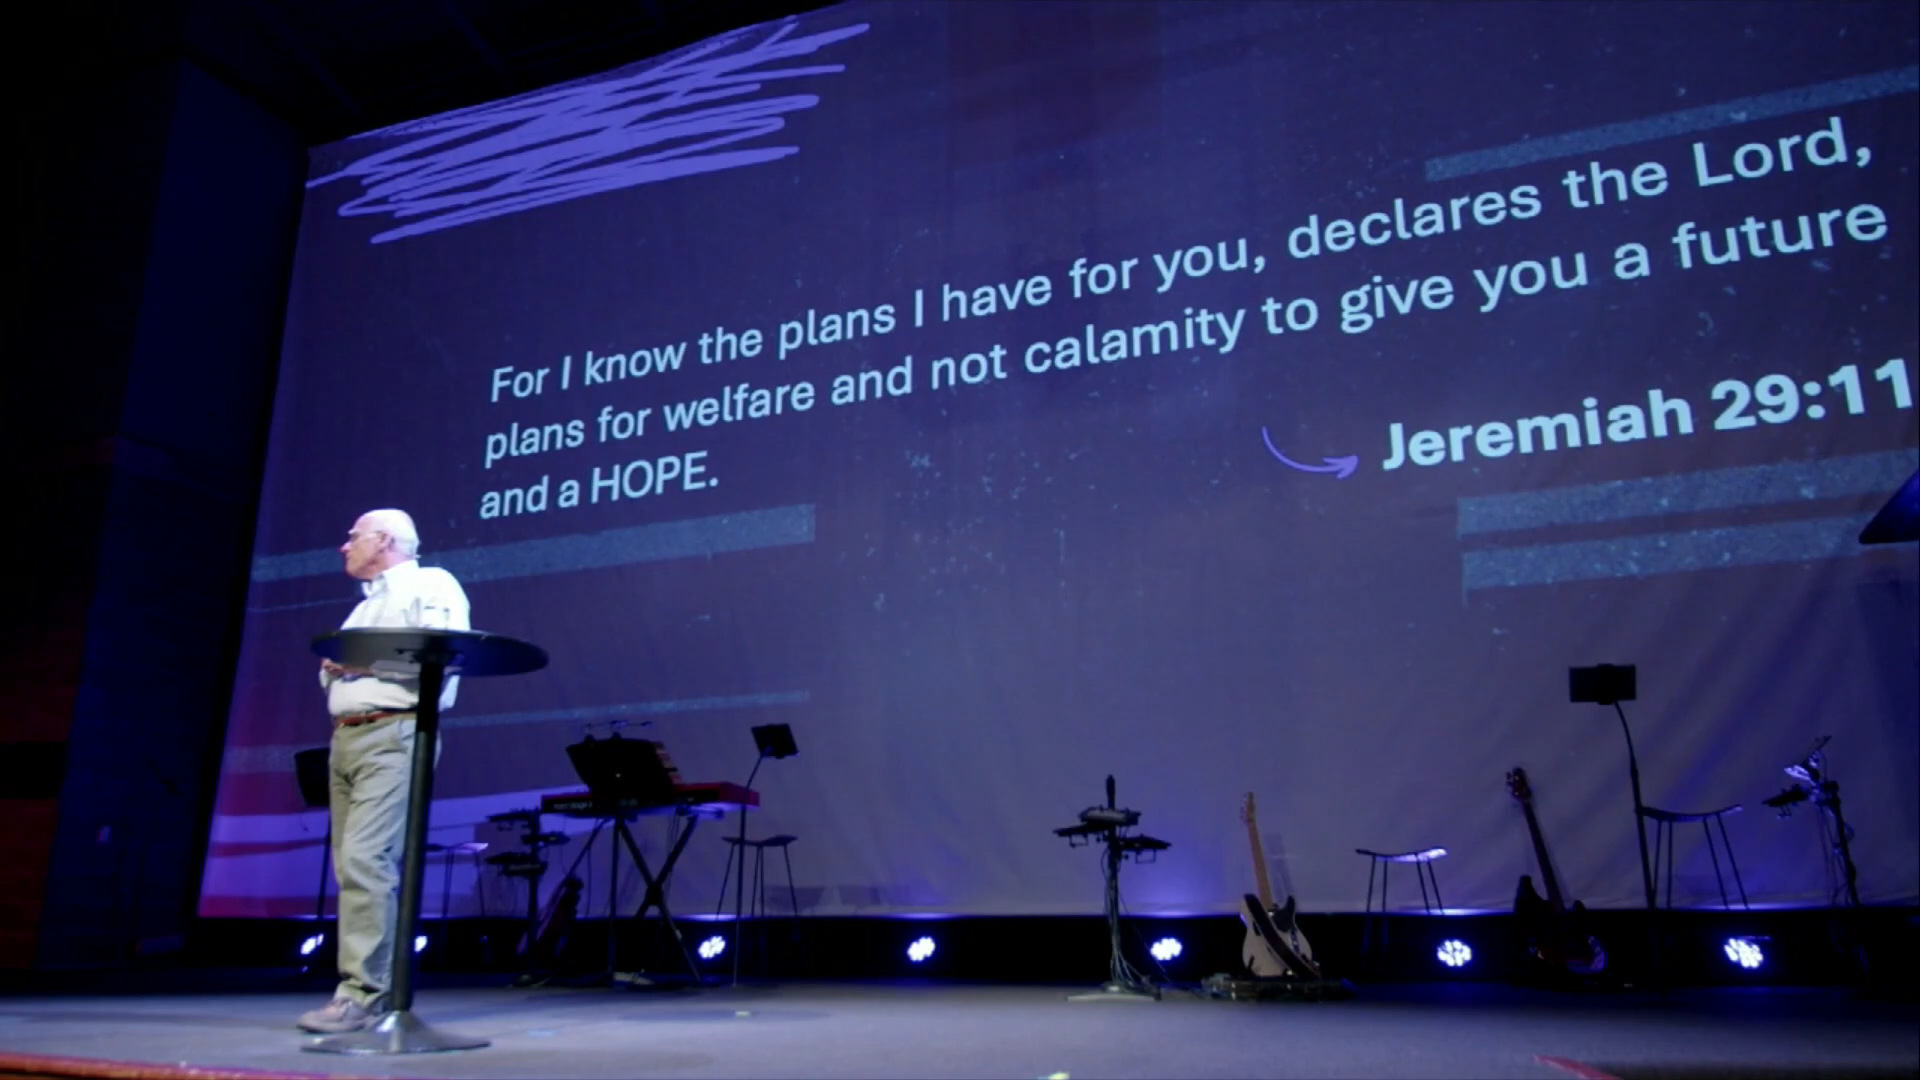 For I know the plans I have for you, declares the Lord,
plans for welfare and not calamity to give you a future
and a HOPE.
Jeremiah 29:11